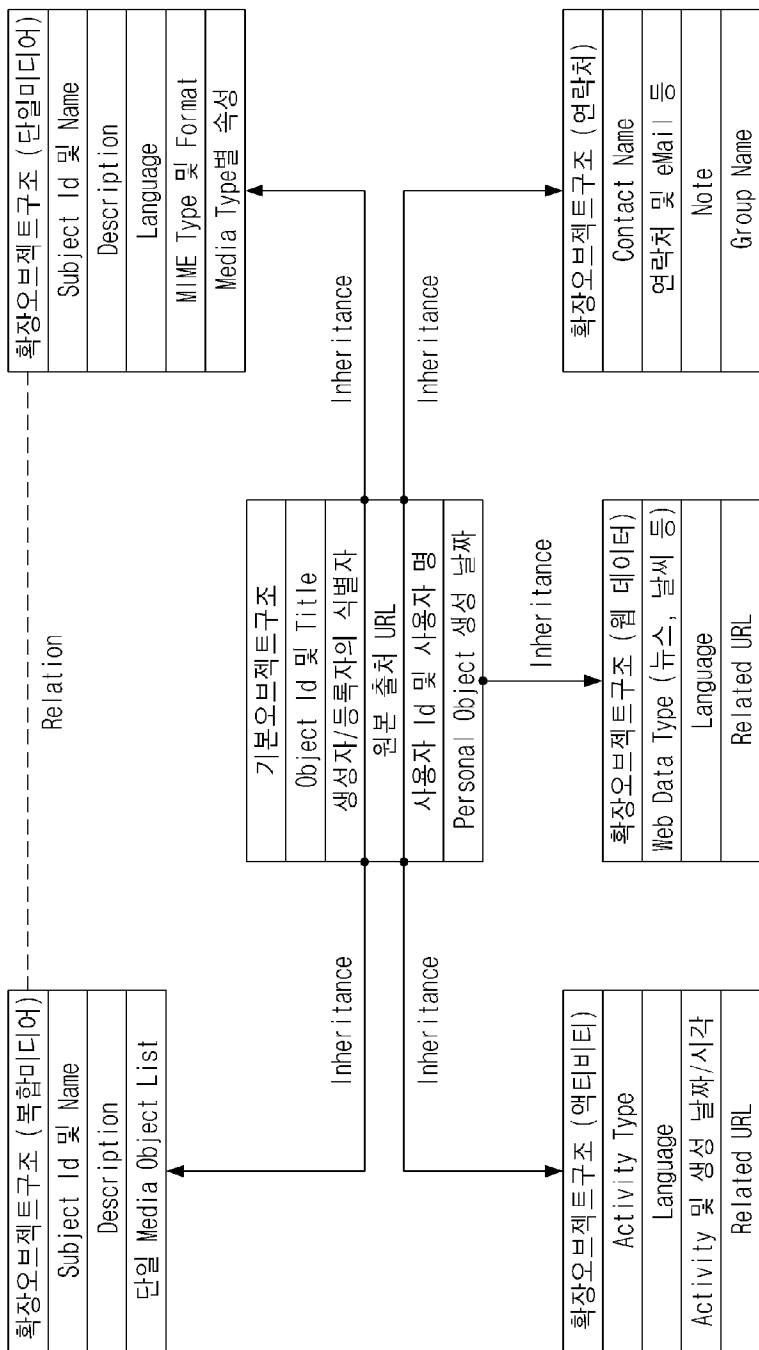 확장오브젝트구조 (복합미디어)
Subject Id 및 Name
Description
단일 Media Object List
Relation
확장오브젝트구조 (단일미디어)
Subject Id 및 Name
Description
Language
MIME Type 및 Format
Media Type별 속성
Inheritance
Inheritance
기본오브젝트구조
Object Id 및 Title
생성자/등록자의 식별자
원본 출처 URL
사용자 Id 및 사용자 명
Personal Object 생성 날짜
Inheritance
Inheritance
Inheritance
확장오브젝트구조 (액티비티)
Activity Type
Language
Activity 및 생성 날짜/시각
Related URL
확장오브젝트구조 (웹 데이터)
Web Data Type (뉴스, 날씨 등)
Language
Related URL
확장오브젝트구조 (연락처)
Contact Name
연락처 및 eMail 등
Note
Group Name